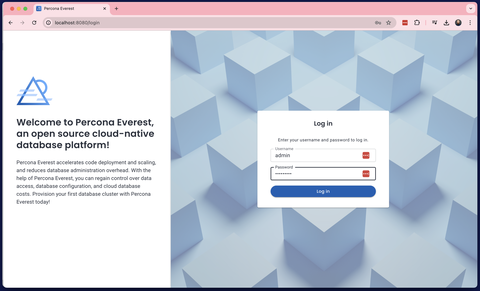 Percona Everest
localhost:8080/login
Welcome to Percona Everest,
an open source cloud-native
database platform!
Percona Everest accelerates code deployment and scaling,
and reduces database administration overhead. With the
help of Percona Everest, you can regain control over data
access, database configuration, and cloud database
costs. Provision your first database cluster with Percona
Everest today!
Log in
Enter your username and password to log in.
Username
admin
Password
Log in